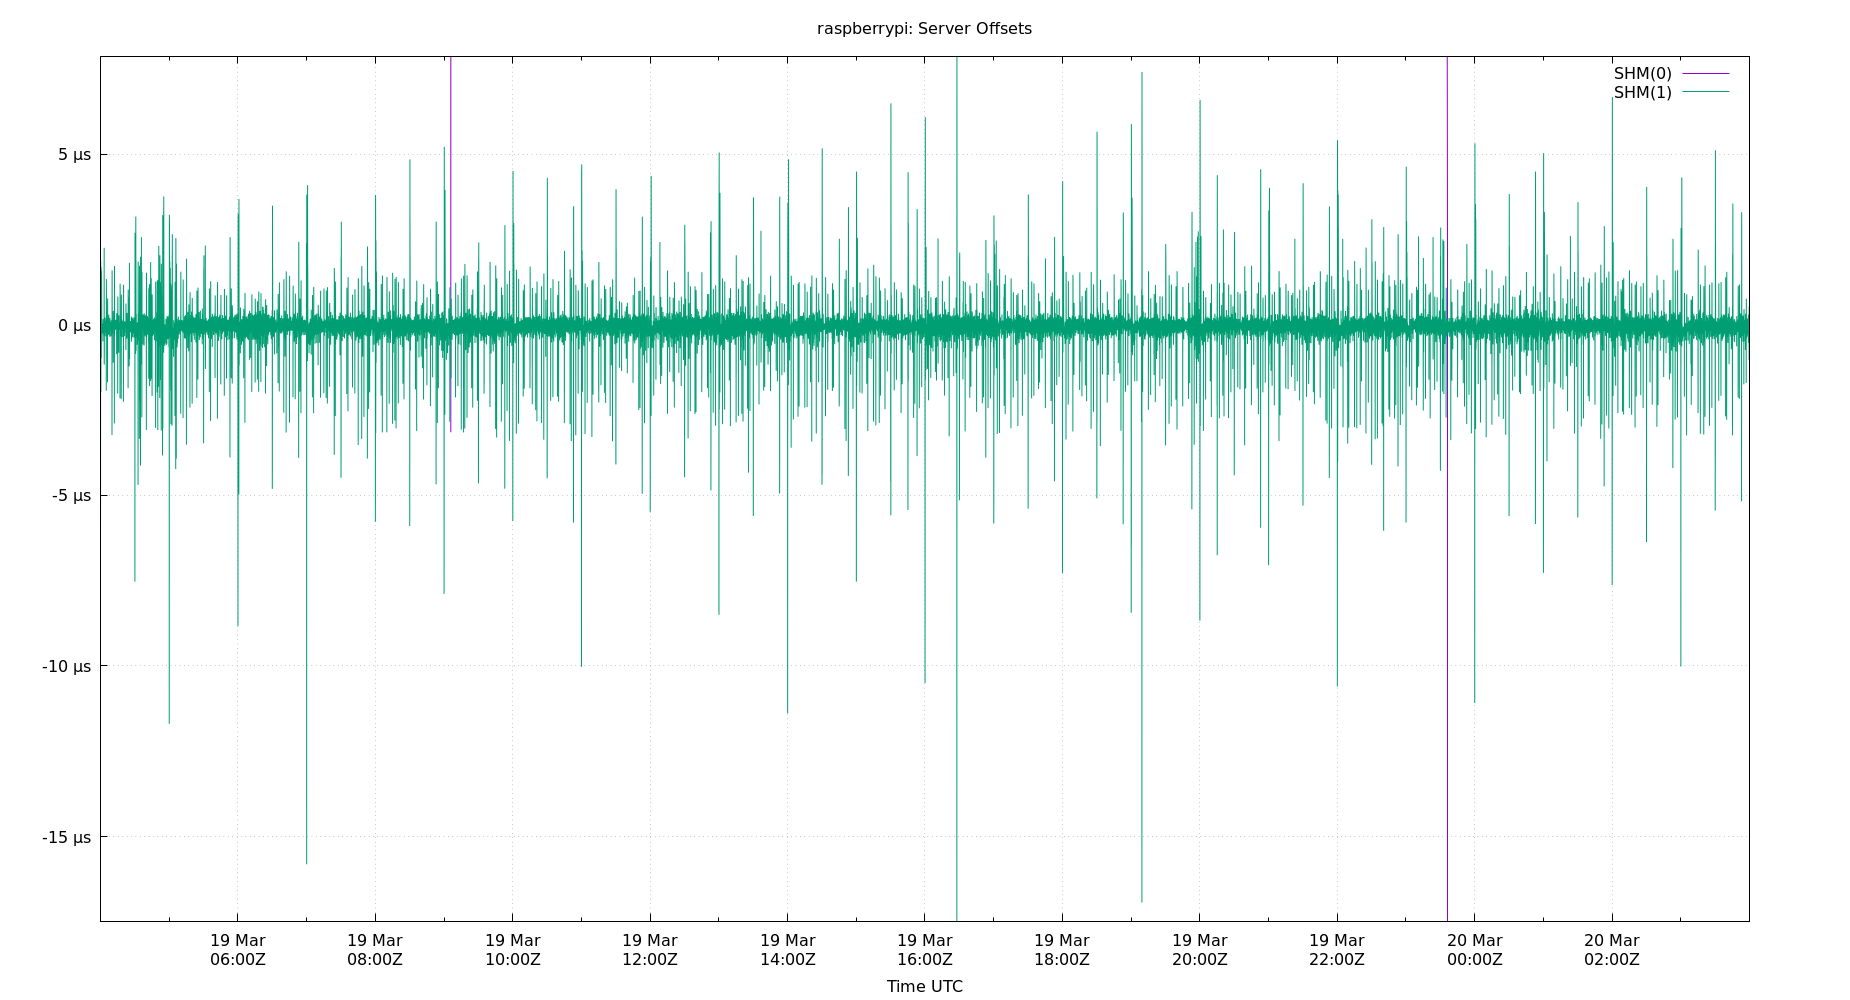 raspberrypi: Server Offsets
SHM(0)
SHM(1)
5 µs
0 µs
-5 µs
-10 µs
-15 µs
19 Mar 19 Mar 19 Mar 19 Mar 19 Mar 19 Mar 19 Mar 19 Mar 19 Mar 20 Mar 20 Mar
06:00Z 08:00Z 10:00Z 12:00Z 14:00Z 16:00Z 18:00Z 20:00Z 22:00Z 00:00Z 02:00Z
Time UTC